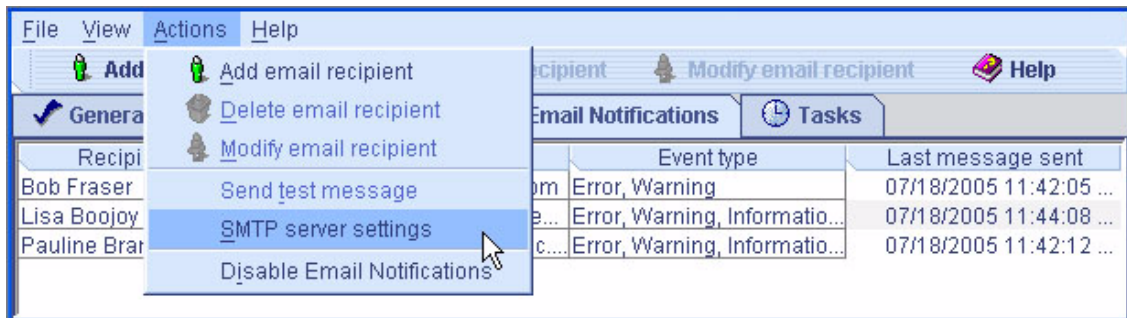 File View Actions Help
Add
Add email recipient
Delete email recipient
Modify email recipient
Send test message
SMTP server settings
Disable Email Notifications
ecipient Modify email recipient Help
Genera
Email Notifications Tasks
Recipi Event type Last message sent
Bob Fraser om Error, Warning 07/18/2005 11:42:05 ...
Lisa Boojoy e... Error, Warning, Informatio... 07/18/2005 11:44:08 ...
Pauline Brar c.... Error, Warning, Informatio... 07/18/2005 11:42:12 ...